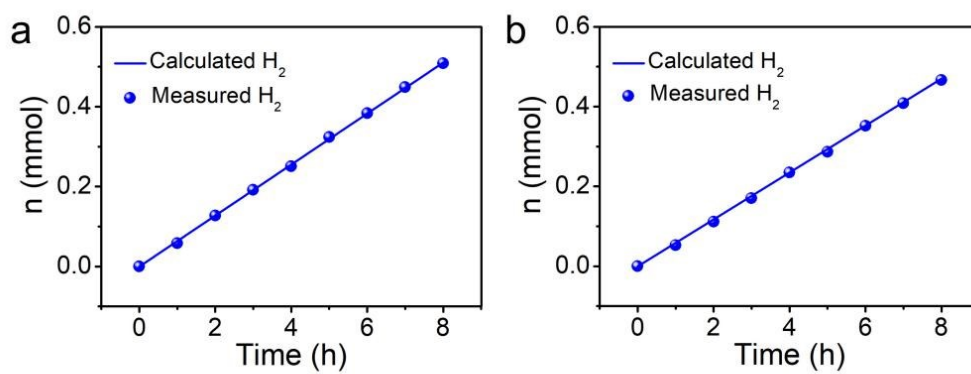 a
0.6
0.4
0.2
0.0
n (mmol)
Calculated H₂
Measured H₂
0 2 4 6 8
Time (h)
b
0.6
0.4
0.2
0.0
n (mmol)
Calculated H₂
Measured H₂
0 2 4 6 8
Time (h)